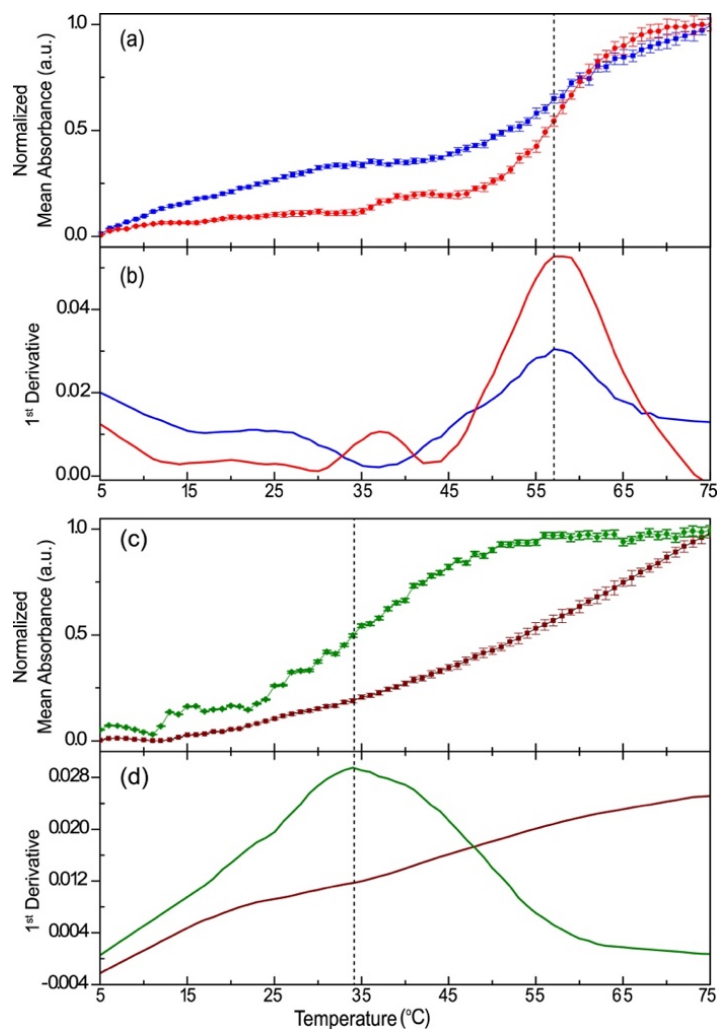 (a)
Normalized
Mean Absorbance (a.u.)
1.0
0.5
0.0
(b)
1st Derivative
0.04
0.02
0.00
5 15 25 35 45 55 65 75
(c)
Normalized
Mean Absorbance (a.u.)
1.0
0.5
0.0
(d)
1st Derivative
0.028
0.020
0.012
0.004
-0.004
5 15 25 35 45 55 65 75
Temperature (°C)